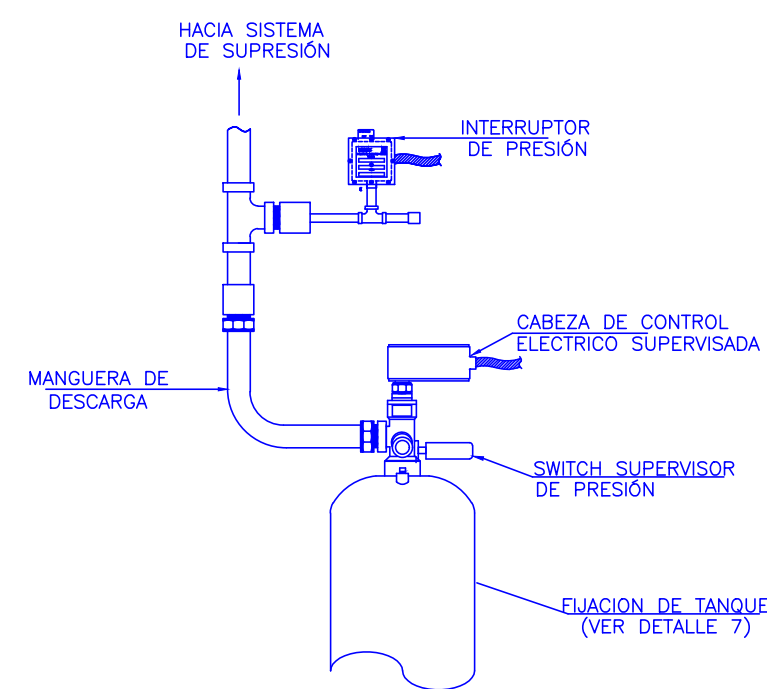 HACIA SISTEMA
DE SUPRESIÓN
INTERRUPTOR
DE PRESIÓN
CABEZA DE CONTROL
ELECTRICO SUPERVISADA
MANGUERA DE
DESCARGA
SWITCH SUPERVISOR
DE PRESIÓN
FIJACION DE TANQUE
(VER DETALLE 7)